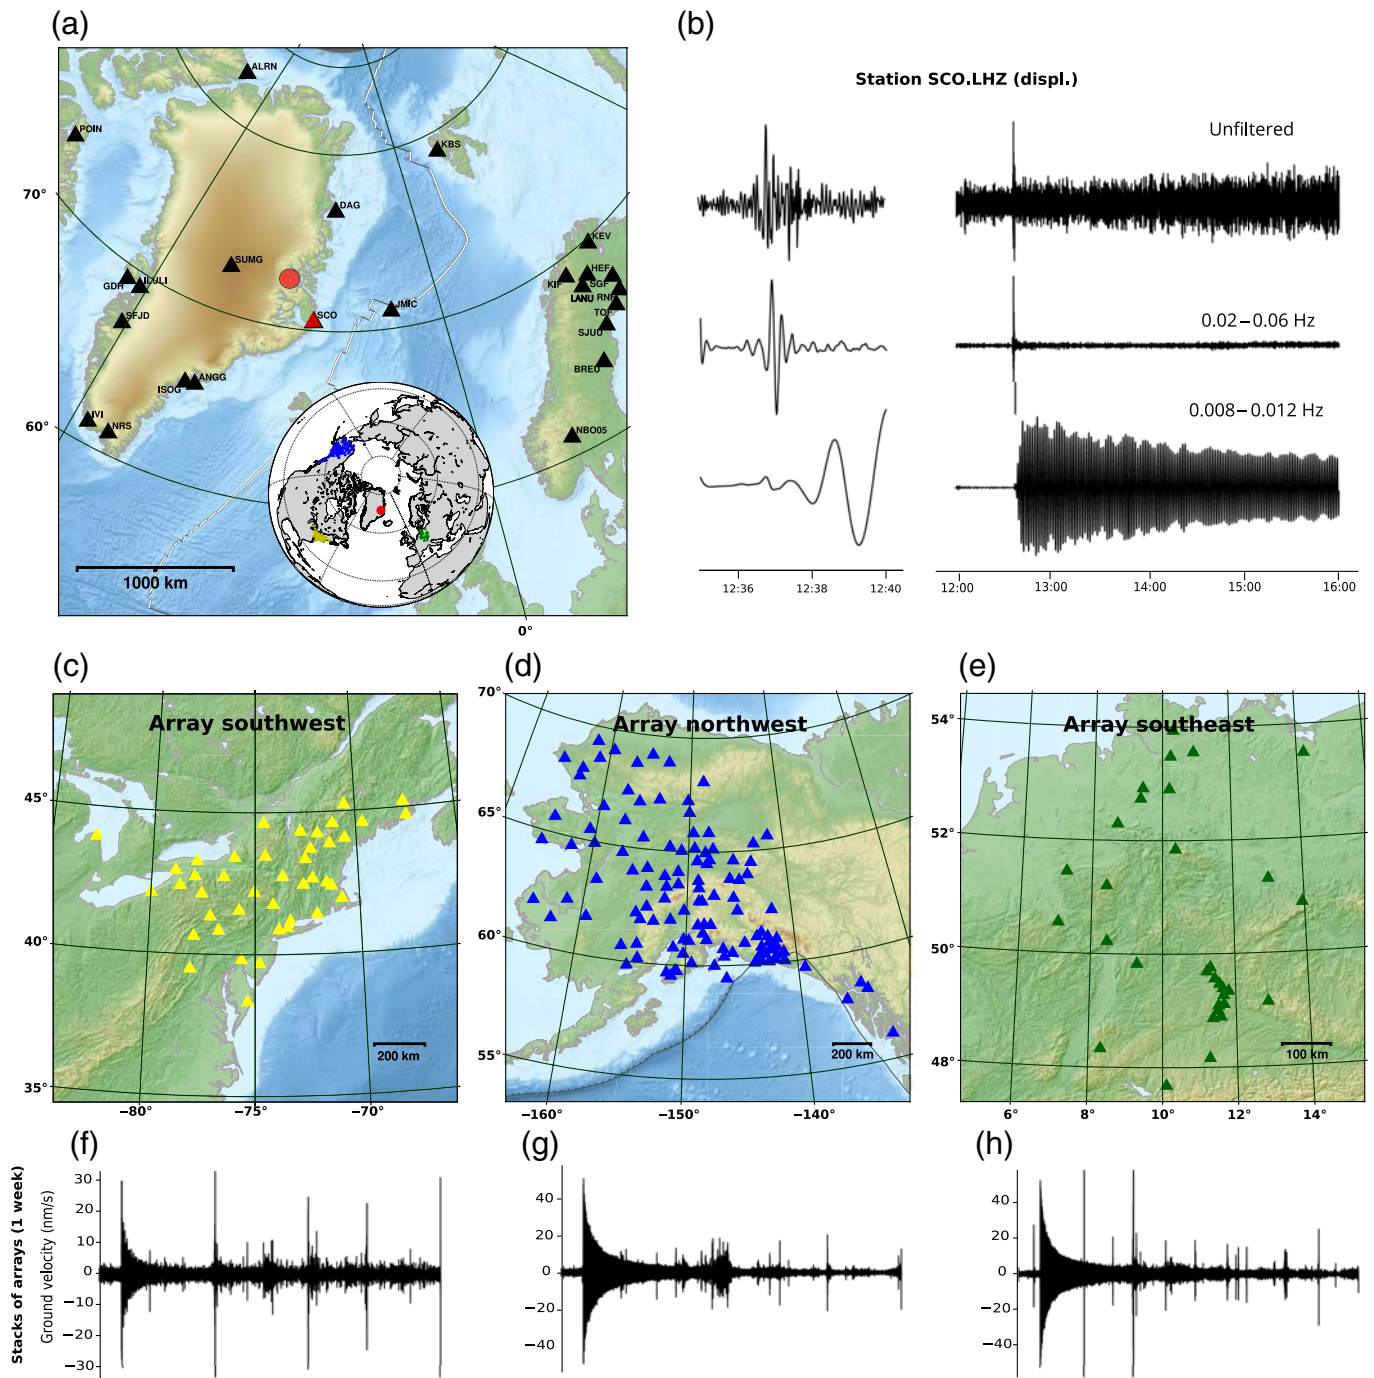 (a)
ALRN
POIN
KBS
70°
DAG
KEV
SUMG
HEF
KIF
SGF
GDH
ILULI
LANU
RNF
JMIC
SCO
TOF
SFJD
SJUU
BREU
ISOG
ANGG
IVI
NRS
60°
NBO05
1000 km
0°
(b)
Station SCO.LHZ (displ.)
Unfiltered
0.02−0.06 Hz
0.008−0.012 Hz
12:36 12:38 12:40
12:00 13:00 14:00 15:00 16:00
(c)
Array southwest
45°
40°
35°
200 km
−80° −75° −70°
(d)
Array northwest
70°
65°
60°
55°
200 km
−160° −150° −140°
(e)
Array southeast
54°
52°
50°
48°
100 km
6° 8° 10° 12° 14°
(f)
Stacks of arrays (1 week)
Ground velocity (nm/s)
30
20
10
0
−10
−20
−30
(g)
40
20
0
−20
−40
(h)
40
20
0
−20
−40